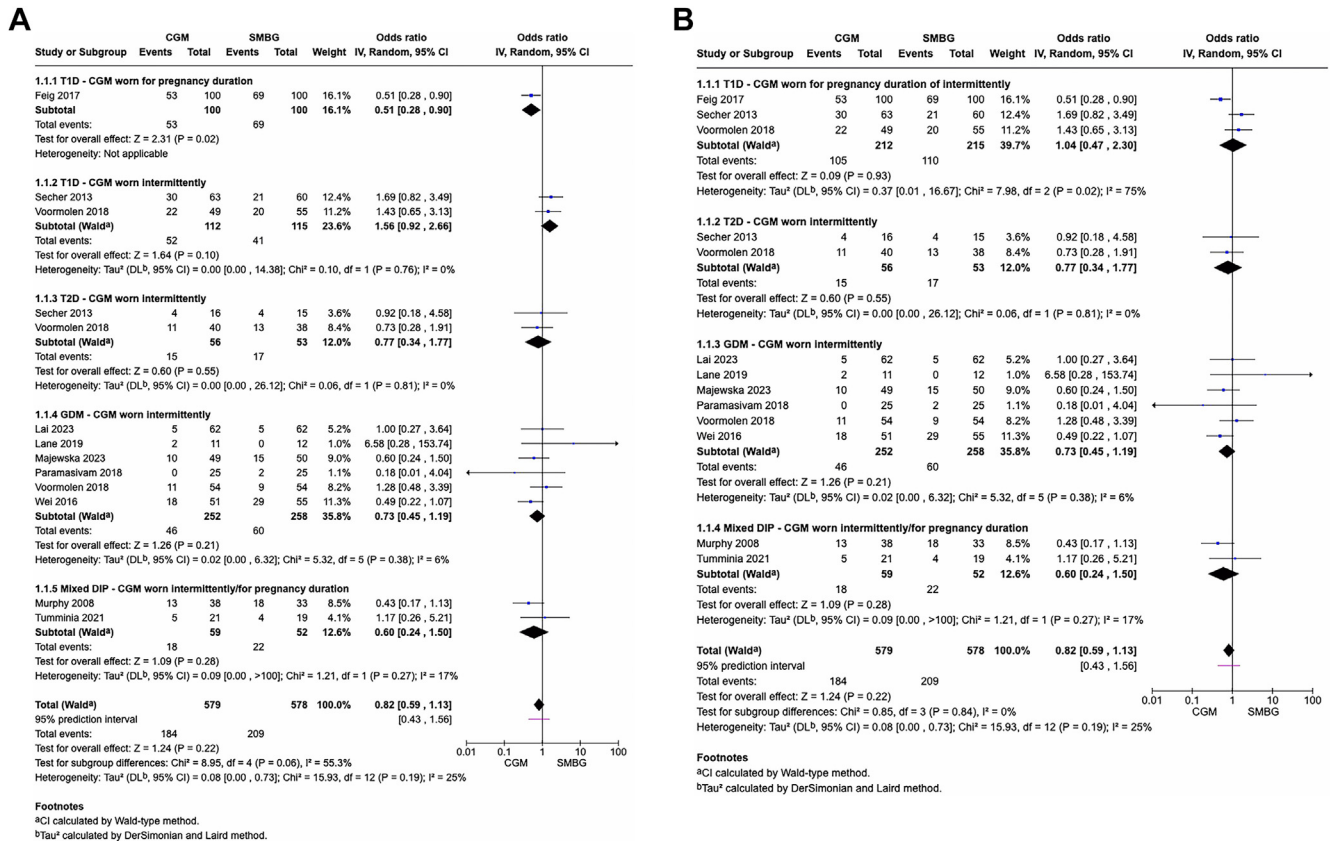 A
CGM SMBG Odds ratio Odds ratio
Study or Subgroup Events Total Events Total Weight IV, Random, 95% CI IV, Random, 95% CI
1.1.1 T1D - CGM worn for pregnancy duration
Feig 2017 53 100 69 100 16.1% 0.51 [0.28 , 0.90]
Subtotal 100 100 16.1% 0.51 [0.28 , 0.90]
Total events: 53 69
Test for overall effect: Z = 2.31 (P = 0.02)
Heterogeneity: Not applicable
1.1.2 T1D - CGM worn intermittently
Secher 2013 30 63 21 60 12.4% 1.69 [0.82 , 3.49]
Voormolen 2018 22 49 20 55 11.2% 1.43 [0.65 , 3.13]
Subtotal (Waldᵃ) 112 115 23.6% 1.56 [0.92 , 2.66]
Total events: 52 41
Test for overall effect: Z = 1.64 (P = 0.10)
Heterogeneity: Tau² (DLᵇ, 95% CI) = 0.00 [0.00 , 14.38]; Chi² = 0.10, df = 1 (P = 0.76); I² = 0%
1.1.3 T2D - CGM worn intermittently
Secher 2013 4 16 4 15 3.6% 0.92 [0.18 , 4.58]
Voormolen 2018 11 40 13 38 8.4% 0.73 [0.28 , 1.91]
Subtotal (Waldᵃ) 56 53 12.0% 0.77 [0.34 , 1.77]
Total events: 15 17
Test for overall effect: Z = 0.60 (P = 0.55)
Heterogeneity: Tau² (DLᵇ, 95% CI) = 0.00 [0.00 , 26.12]; Chi² = 0.06, df = 1 (P = 0.81); I² = 0%
1.1.4 GDM - CGM worn intermittently
Lai 2023 5 62 5 62 5.2% 1.00 [0.27 , 3.64]
Lane 2019 2 11 0 12 1.0% 6.58 [0.28 , 153.74]
Majewska 2023 10 49 15 50 9.0% 0.60 [0.24 , 1.50]
Paramasivam 2018 0 25 2 25 1.1% 0.18 [0.01 , 4.04]
Voormolen 2018 11 54 9 54 8.2% 1.28 [0.48 , 3.39]
Wei 2016 18 51 29 55 11.3% 0.49 [0.22 , 1.07]
Subtotal (Waldᵃ) 252 258 35.8% 0.73 [0.45 , 1.19]
Total events: 46 60
Test for overall effect: Z = 1.26 (P = 0.21)
Heterogeneity: Tau² (DLᵇ, 95% CI) = 0.02 [0.00 , 6.32]; Chi² = 5.32, df = 5 (P = 0.38); I² = 6%
1.1.5 Mixed DIP - CGM worn intermittently/for pregnancy duration
Murphy 2008 13 38 18 33 8.5% 0.43 [0.17 , 1.13]
Tumminia 2021 5 21 4 19 4.1% 1.17 [0.26 , 5.21]
Subtotal (Waldᵃ) 59 52 12.6% 0.60 [0.24 , 1.50]
Total events: 18 22
Test for overall effect: Z = 1.09 (P = 0.28)
Heterogeneity: Tau² (DLᵇ, 95% CI) = 0.09 [0.00 , >100]; Chi² = 1.21, df = 1 (P = 0.27); I² = 17%
Total (Waldᵃ) 579 578 100.0% 0.82 [0.59 , 1.13]
95% prediction interval [0.43 , 1.56]
Total events: 184 209
Test for overall effect: Z = 1.24 (P = 0.22)
Test for subgroup differences: Chi² = 8.95, df = 4 (P = 0.06), I² = 55.3%
Heterogeneity: Tau² (DLᵇ, 95% CI) = 0.08 [0.00 , 0.73]; Chi² = 15.93, df = 12 (P = 0.19); I² = 25%
0.01 0.1 1 10 100
CGM SMBG
Footnotes
ᵃCI calculated by Wald-type method.
ᵇTau² calculated by DerSimonian and Laird method.
B
CGM SMBG Odds ratio Odds ratio
Study or Subgroup Events Total Events Total Weight IV, Random, 95% CI IV, Random, 95% CI
1.1.1 T1D - CGM worn for pregnancy duration of intermittently
Feig 2017 53 100 69 100 16.1% 0.51 [0.28 , 0.90]
Secher 2013 30 63 21 60 12.4% 1.69 [0.82 , 3.49]
Voormolen 2018 22 49 20 55 11.2% 1.43 [0.65 , 3.13]
Subtotal (Waldᵃ) 212 215 39.7% 1.04 [0.47 , 2.30]
Total events: 105 110
Test for overall effect: Z = 0.09 (P = 0.93)
Heterogeneity: Tau² (DLᵇ, 95% CI) = 0.37 [0.01 , 16.67]; Chi² = 7.98, df = 2 (P = 0.02); I² = 75%
1.1.2 T2D - CGM worn intermittently
Secher 2013 4 16 4 15 3.6% 0.92 [0.18 , 4.58]
Voormolen 2018 11 40 13 38 8.4% 0.73 [0.28 , 1.91]
Subtotal (Waldᵃ) 56 53 12.0% 0.77 [0.34 , 1.77]
Total events: 15 17
Test for overall effect: Z = 0.60 (P = 0.55)
Heterogeneity: Tau² (DLᵇ, 95% CI) = 0.00 [0.00 , 26.12]; Chi² = 0.06, df = 1 (P = 0.81); I² = 0%
1.1.3 GDM - CGM worn intermittently
Lai 2023 5 62 5 62 5.2% 1.00 [0.27 , 3.64]
Lane 2019 2 11 0 12 1.0% 6.58 [0.28 , 153.74]
Majewska 2023 10 49 15 50 9.0% 0.60 [0.24 , 1.50]
Paramasivam 2018 0 25 2 25 1.1% 0.18 [0.01 , 4.04]
Voormolen 2018 11 54 9 54 8.2% 1.28 [0.48 , 3.39]
Wei 2016 18 51 29 55 11.3% 0.49 [0.22 , 1.07]
Subtotal (Waldᵃ) 252 258 35.8% 0.73 [0.45 , 1.19]
Total events: 46 60
Test for overall effect: Z = 1.26 (P = 0.21)
Heterogeneity: Tau² (DLᵇ, 95% CI) = 0.02 [0.00 , 6.32]; Chi² = 5.32, df = 5 (P = 0.38); I² = 6%
1.1.4 Mixed DIP - CGM worn intermittently/for pregnancy duration
Murphy 2008 13 38 18 33 8.5% 0.43 [0.17 , 1.13]
Tumminia 2021 5 21 4 19 4.1% 1.17 [0.26 , 5.21]
Subtotal (Waldᵃ) 59 52 12.6% 0.60 [0.24 , 1.50]
Total events: 18 22
Test for overall effect: Z = 1.09 (P = 0.28)
Heterogeneity: Tau² (DLᵇ, 95% CI) = 0.09 [0.00 , >100]; Chi² = 1.21, df = 1 (P = 0.27); I² = 17%
Total (Waldᵃ) 579 578 100.0% 0.82 [0.59 , 1.13]
95% prediction interval [0.43 , 1.56]
Total events: 184 209
Test for overall effect: Z = 1.24 (P = 0.22)
Test for subgroup differences: Chi² = 0.85, df = 3 (P = 0.84), I² = 0%
Heterogeneity: Tau² (DLᵇ, 95% CI) = 0.08 [0.00 , 0.73]; Chi² = 15.93, df = 12 (P = 0.19); I² = 25%
0.01 0.1 1 10 100
CGM SMBG
Footnotes
ᵃCI calculated by Wald-type method.
ᵇTau² calculated by DerSimonian and Laird method.